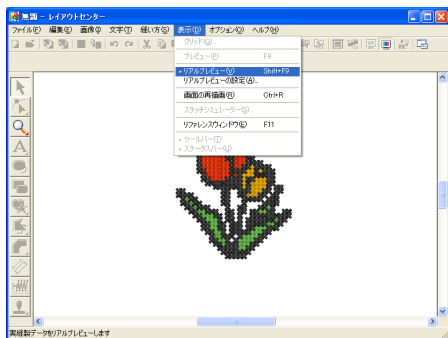 無題 - レイアウトセンター
ファイル(F) 編集(E) 画像(I) 文字(T) 縫い方(S) 表示(D) オプション(O) ヘルプ(H)
グリッド(G)...
プレビュー(P) F9
リアルプレビュー(V) Shift+F9
リアルプレビューの設定(A)...
画面の再描画(R) Ctrl+R
ステッチシミュレーター(S)...
リファレンスウィンドウ(E) F11
ツールバー(T)
ステータスバー(U)
実縫製データをリアルプレビューします